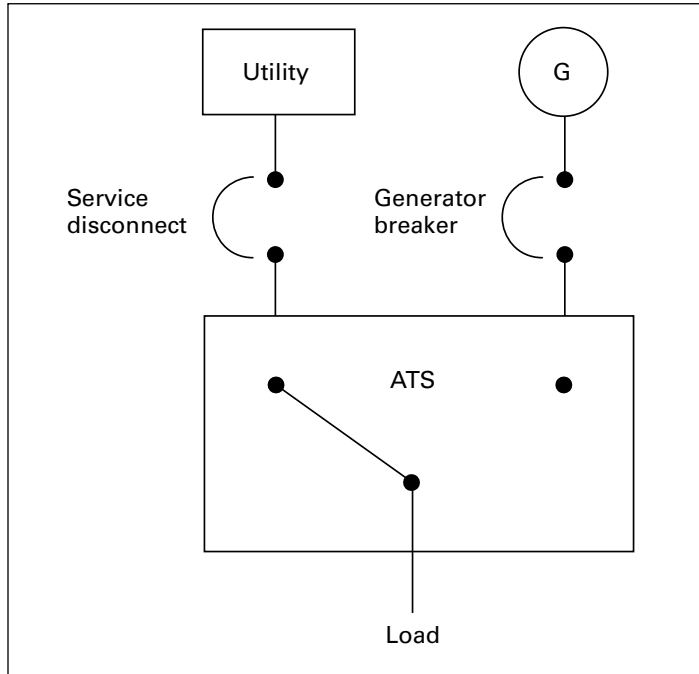 Utility
G
Service
disconnect
Generator
breaker
ATS
Load